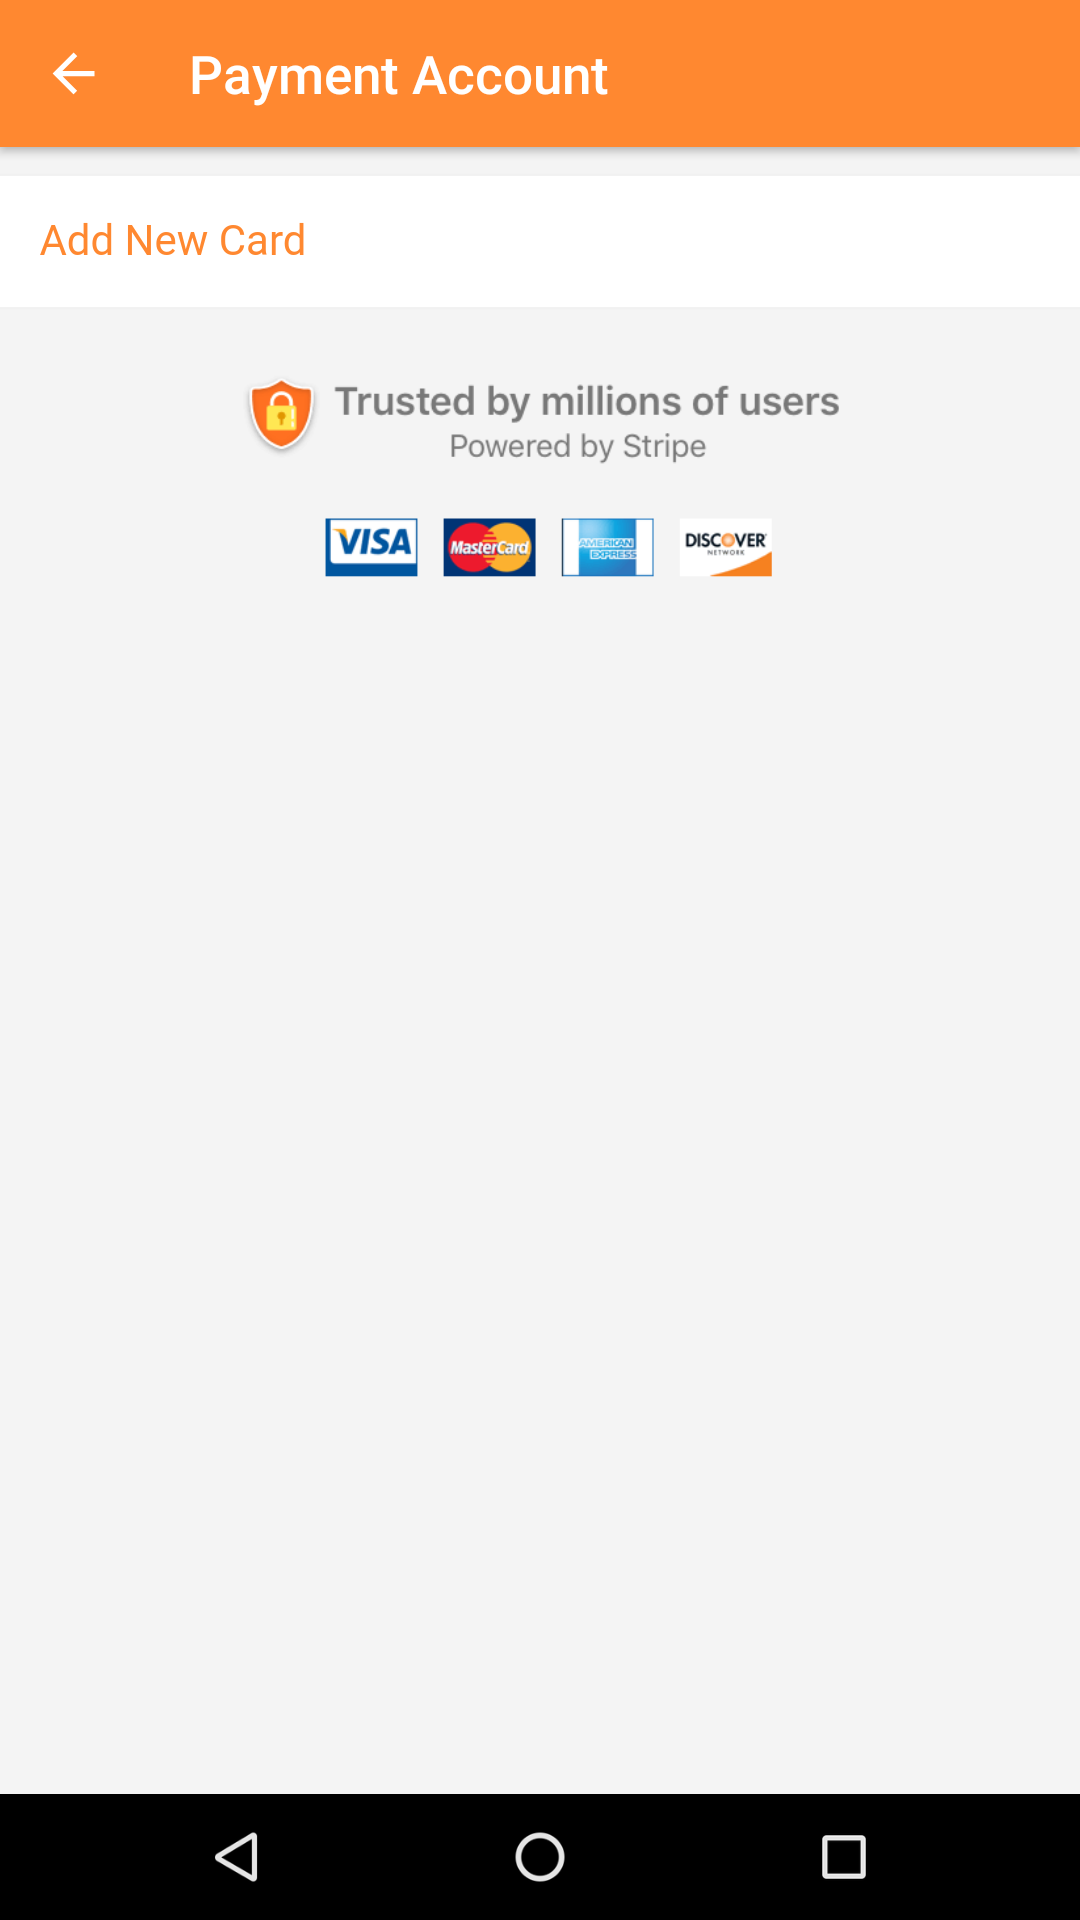 Payment Account
Add New Card
Trusted by millions of users
Powered by Stripe
VISA MasterCard AMERICAN EXPRESS DISCOVER NETWORK